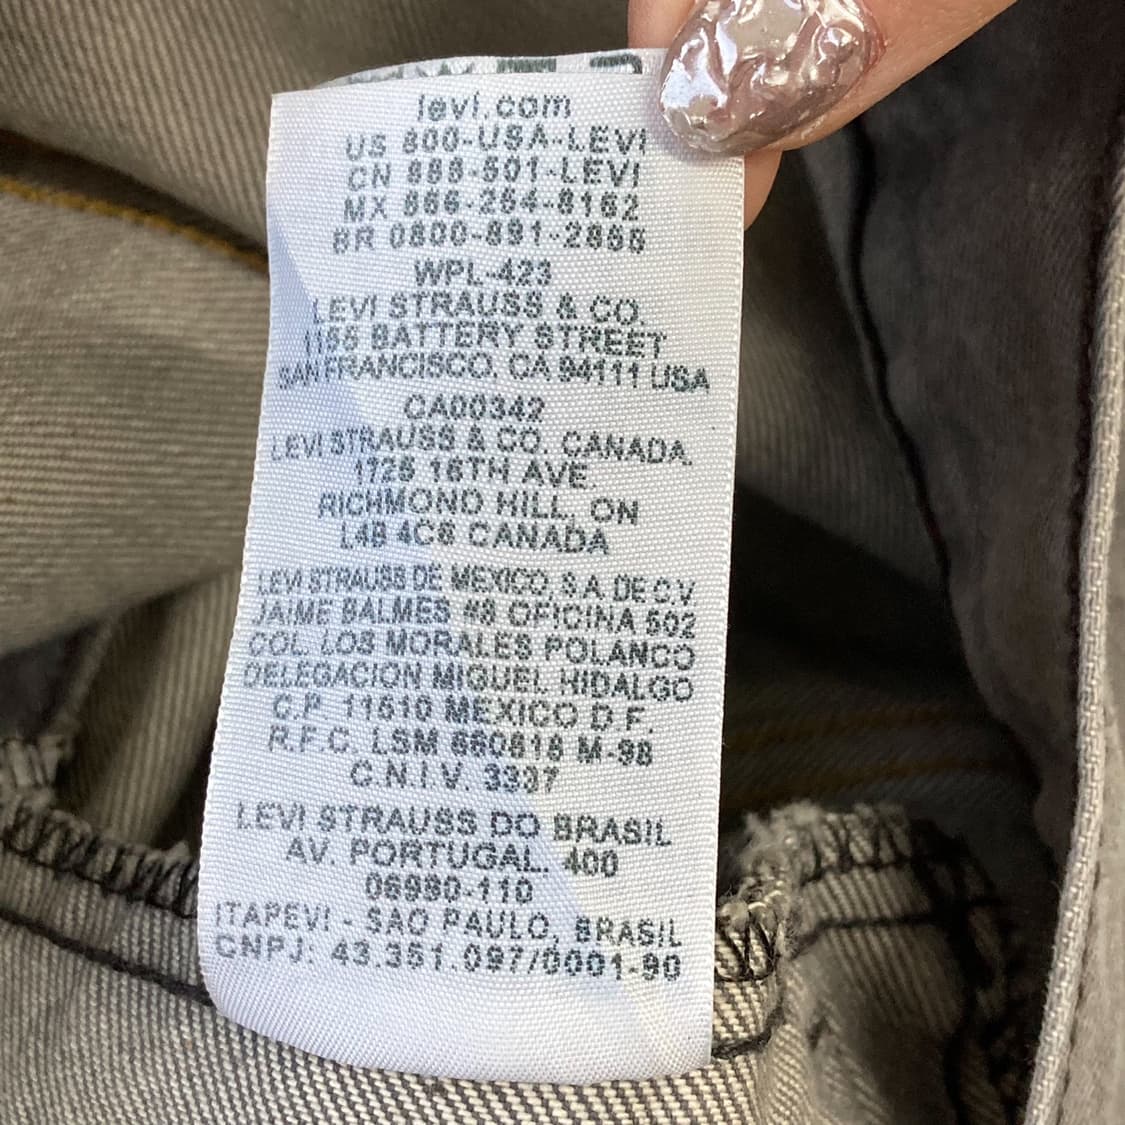 levi.com
US 800-USA-LEVI
CN 888-501-LEVI
MX 866-264-8162
BR 0800-891-2855
WPL-423
LEVI STRAUSS & CO.
1155 BATTERY STREET
SAN FRANCISCO, CA 94111 USA
CA00342
LEVI STRAUSS & CO. CANADA
1725 16TH AVE.
RICHMOND HILL, ON
L4B 4C6 CANADA
LEVI STRAUSS DE MEXICO, S.A. DE C.V
JAIME BALMES #8 OFICINA 502
COL. LOS MORALES POLANCO
DELEGACION MIGUEL HIDALGO
C.P. 11510 MEXICO D.F.
R.F.C. LSM 650818 M-98
C.N.I.V. 3337
LEVI STRAUSS DO BRASIL
AV. PORTUGAL, 400
06690-110
ITAPEVI - SAO PAULO, BRASIL
CNPJ: 43.351.097/0001-90